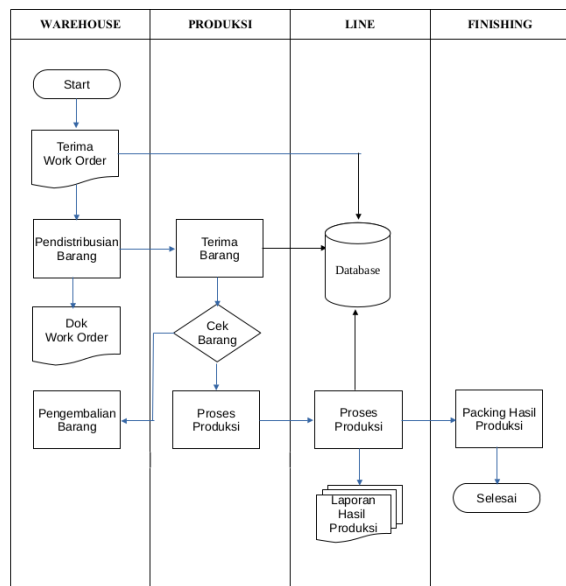 WAREHOUSE
PRODUKSI
LINE
FINISHING
Start
Terima
Work Order
Pendistribusian
Barang
Terima
Barang
Database
Dok
Work Order
Cek
Barang
Pengembalian
Barang
Proses
Produksi
Proses
Produksi
Packing Hasil
Produksi
Laporan
Hasil
Produksi
Selesai